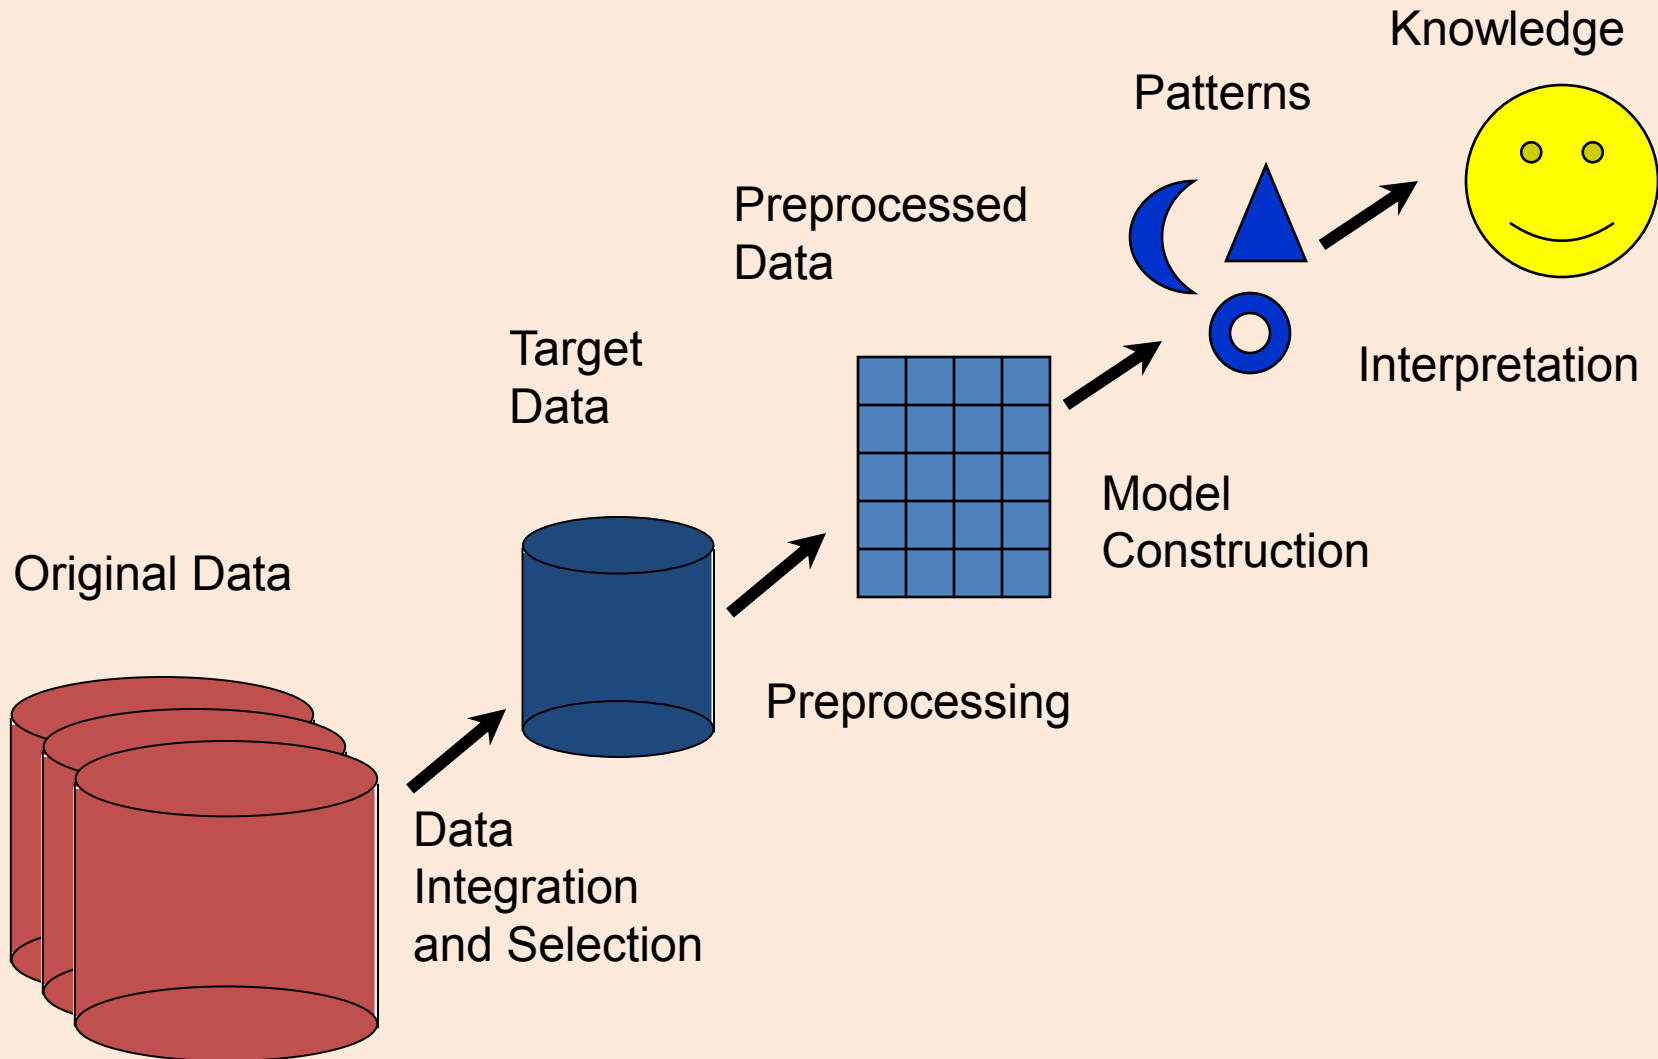 Knowledge
Patterns
Preprocessed
Data
Target
Data
Interpretation
Model
Construction
Original Data
Preprocessing
Data
Integration
and Selection